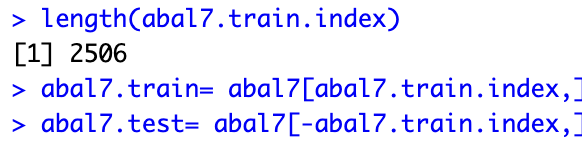 > length(abal7.train.index)
[1] 2506
> abal7.train= abal7[abal7.train.index,]
> abal7.test= abal7[-abal7.train.index,]